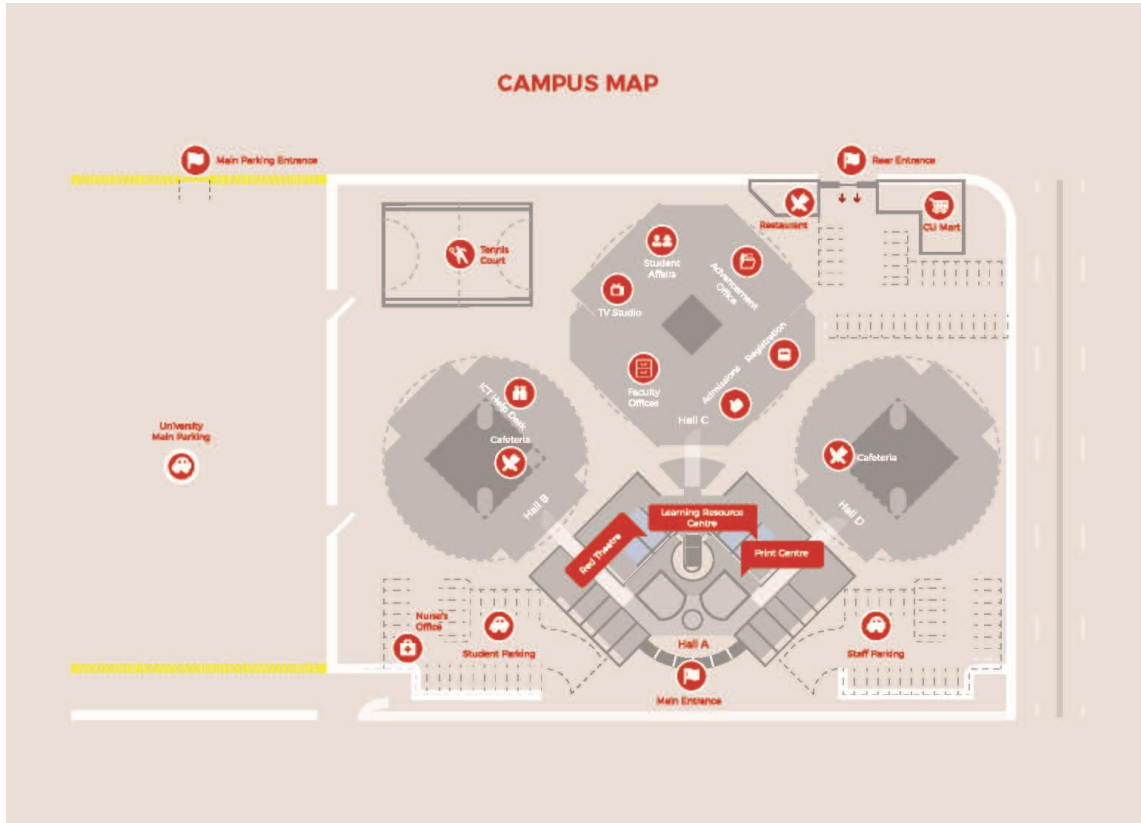 CAMPUS MAP
Main Parking Entrance
Rear Entrance
Restaurant
CU Mart
Tennis
Court
Student
Affairs
Advancement
Office
TV Studio
Registration
Faculty
Offices
Admissions
Hall C
ICT Help Desk
Cafeteria
Hall B
University
Main Parking
Cafeteria
Hall D
Learning Resource
Centre
Red Theatre
Print Centre
Nurse's
Office
Student Parking
Hall A
Staff Parking
Main Entrance